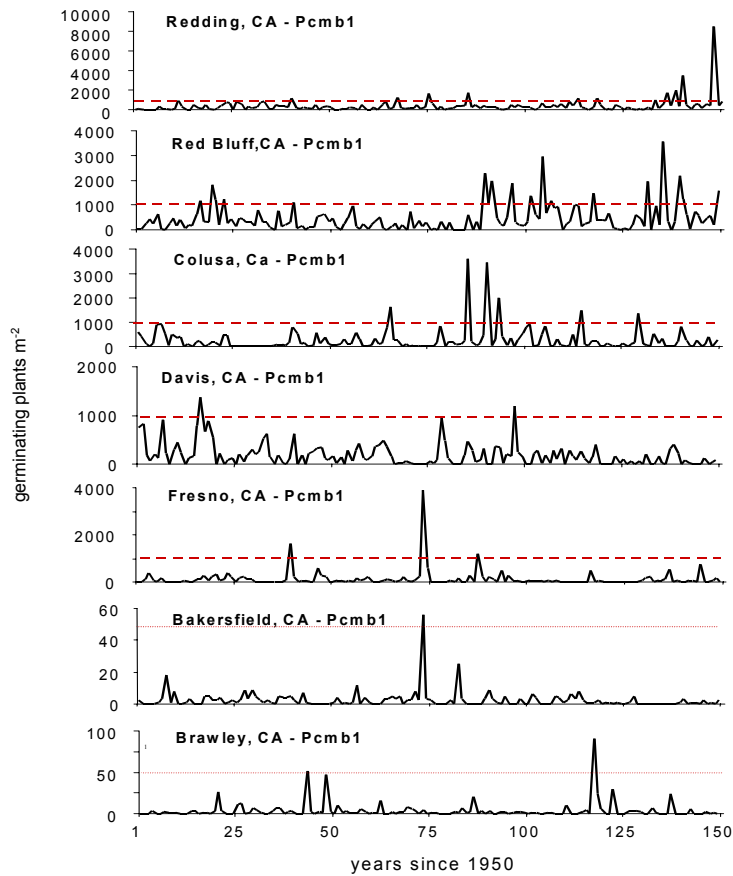 Redding, CA - Pcmb1
10000
8000
6000
4000
2000
0
Red Bluff,CA - Pcmb1
4000
3000
2000
1000
0
Colusa, Ca - Pcmb1
4000
3000
2000
1000
0
germinating plants m-2
Davis, CA - Pcmb1
2000
1000
0
Fresno, CA - Pcmb1
4000
2000
0
Bakersfield, CA - Pcmb1
60
40
20
0
Brawley, CA - Pcmb1
100
50
0
1 25 50 75 100 125 150
years since 1950